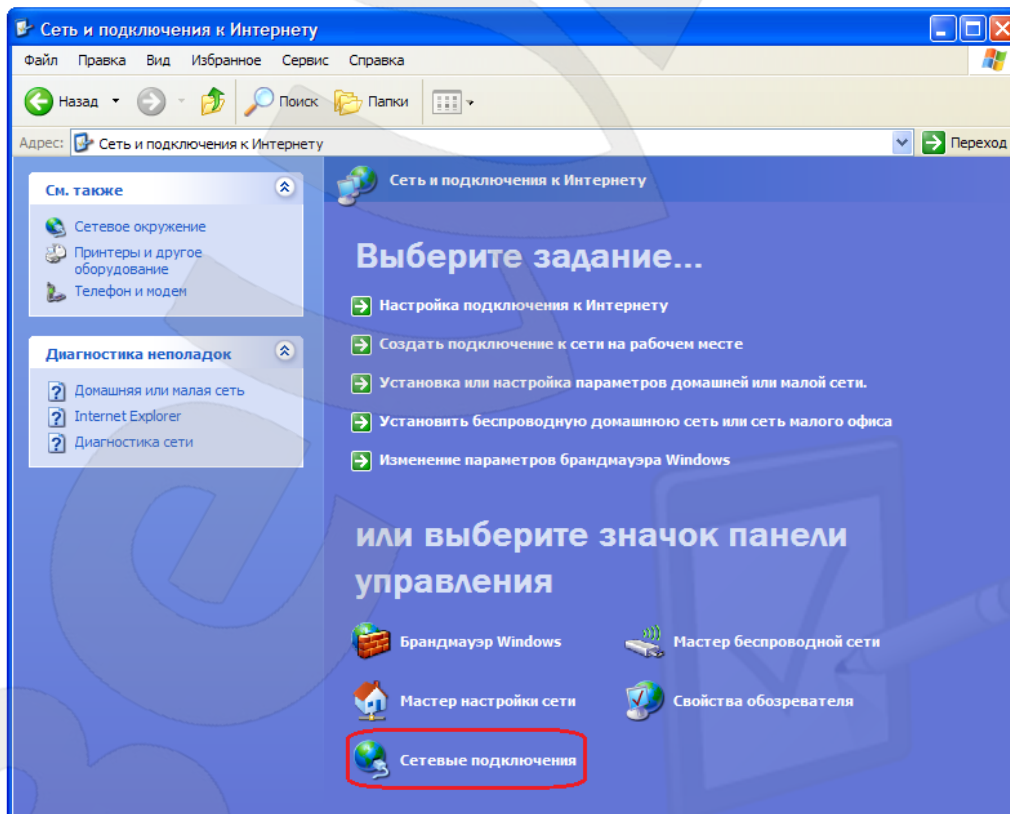 Сеть и подключения к Интернету
Файл Правка Вид Избранное Сервис Справка
Назад Поиск Папки
Адрес: Сеть и подключения к Интернету Переход
См. также
Сетевое окружение
Принтеры и другое
оборудование
Телефон и модем
Диагностика неполадок
Домашняя или малая сеть
Internet Explorer
Диагностика сети
Сеть и подключения к Интернету
Выберите задание...
Настройка подключения к Интернету
Создать подключение к сети на рабочем месте
Установка или настройка параметров домашней или малой сети.
Установить беспроводную домашнюю сеть или сеть малого офиса
Изменение параметров брандмауэра Windows
или выберите значок панели
управления
Брандмауэр Windows
Мастер беспроводной сети
Мастер настройки сети
Свойства обозревателя
Сетевые подключения